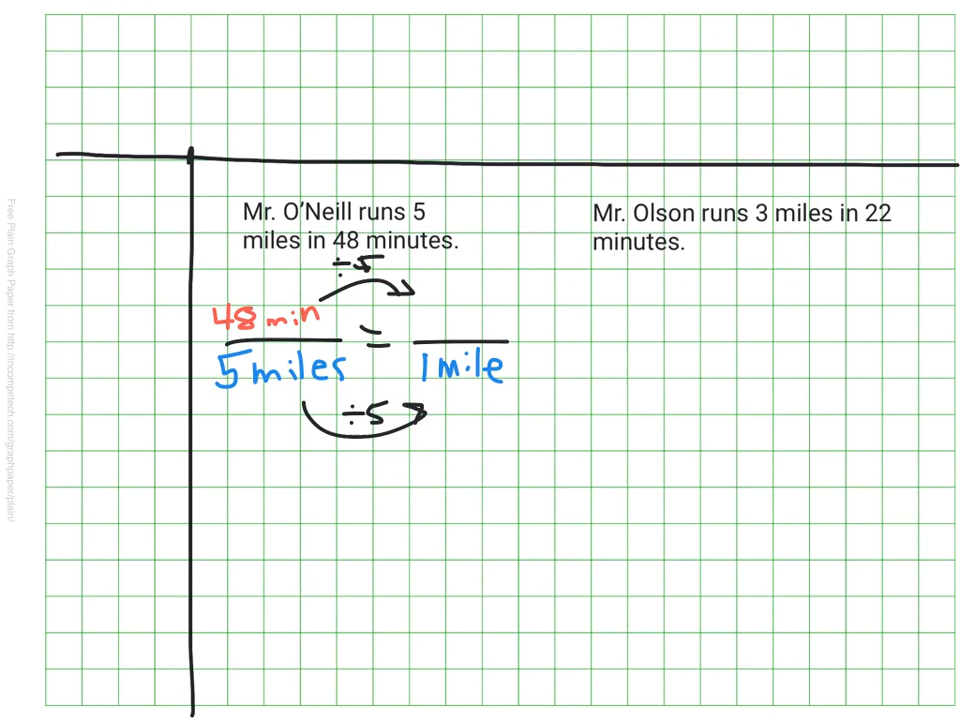 Mr. O’Neill runs 5
miles in 48 minutes.
÷5
48 min
=
5 miles
1 mile
÷5
Mr. Olson runs 3 miles in 22
minutes.
Free Plain Graph Paper from http://incompetech.com/graphpaper/plain/